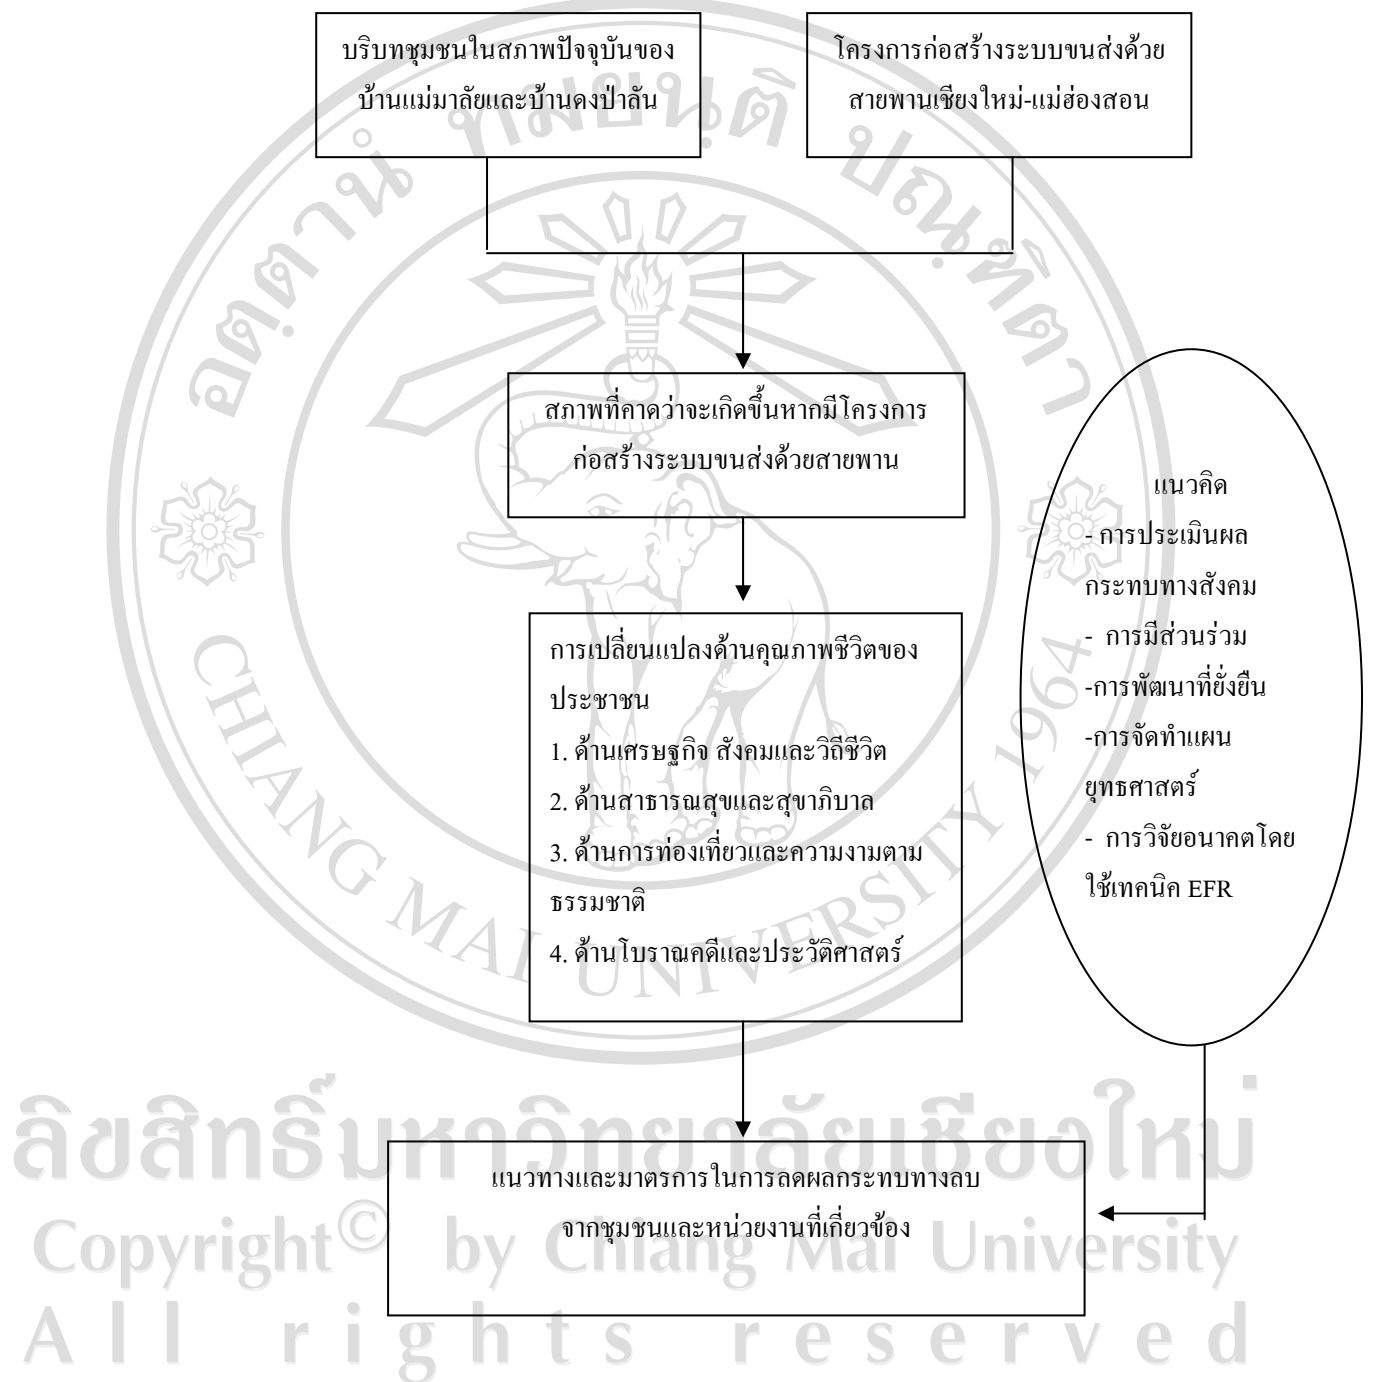 บริบทชุมชนในสภาพปัจจุบันของ
บ้านแม่มาลัยและบ้านดงป่าลัน
โครงการก่อสร้างระบบขนส่งด้วย
สายพานเชียงใหม่-แม่ฮ่องสอน
สภาพที่คาดว่าจะเกิดขึ้นหากมีโครงการ
ก่อสร้างระบบขนส่งด้วยสายพาน
การเปลี่ยนแปลงด้านคุณภาพชีวิตของ
ประชาชน
1. ด้านเศรษฐกิจ สังคมและวิถีชีวิต
2. ด้านสาธารณสุขและสุขาภิบาล
3. ด้านการท่องเที่ยวและความงามตาม
ธรรมชาติ
4. ด้านโบราณคดีและประวัติศาสตร์
แนวคิด
- การประเมินผล
กระทบทางสังคม
- การมีส่วนร่วม
-การพัฒนาที่ยั่งยืน
-การจัดทำแผน
ยุทธศาสตร์
- การวิจัยอนาคตโดย
ใช้เทคนิค EFR
แนวทางและมาตรการในการลดผลกระทบทางลบ
จากชุมชนและหน่วยงานที่เกี่ยวข้อง
อตฺตานํ ทมยนฺติ ปณฺฑิตา
CHIANG MAI UNIVERSITY 1964
ลิขสิทธิ์มหาวิทยาลัยเชียงใหม่
Copyright© by Chiang Mai University
All rights reserved